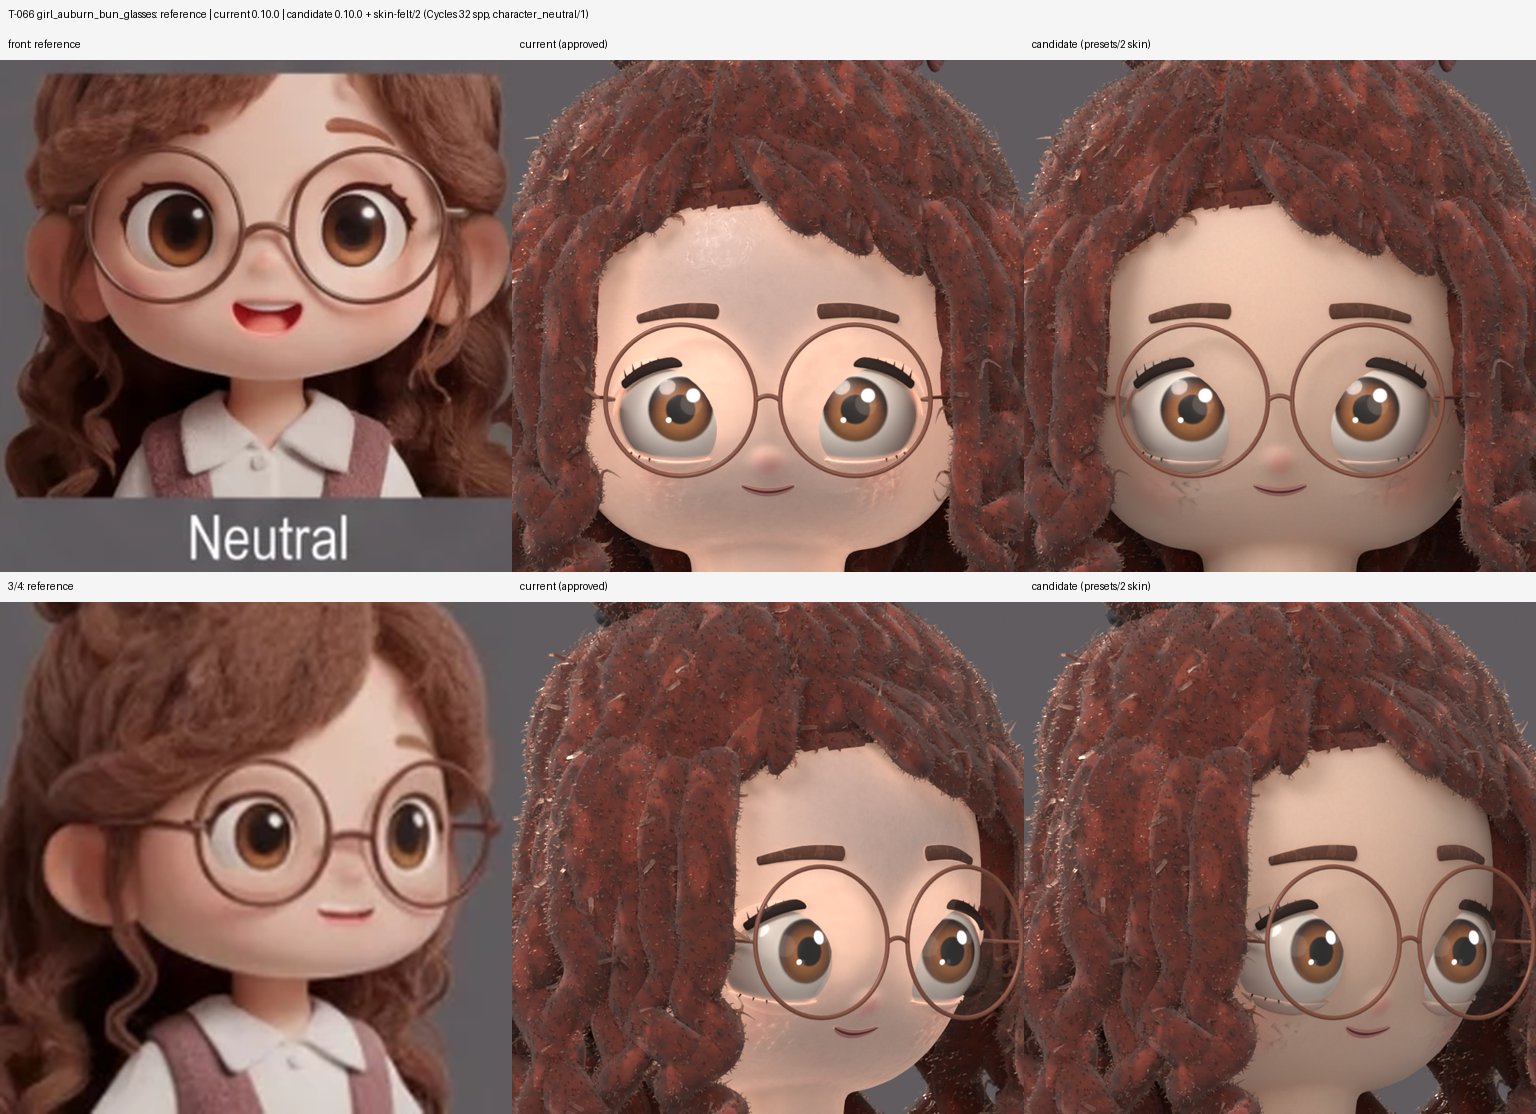 T-066 girl_auburn_bun_glasses: reference | current 0.10.0 | candidate 0.10.0 + skin-felt/2 (Cycles 32 spp, character_neutral/1)
front: reference
current (approved)
candidate (presets/2 skin)
Neutral
3/4: reference
current (approved)
candidate (presets/2 skin)